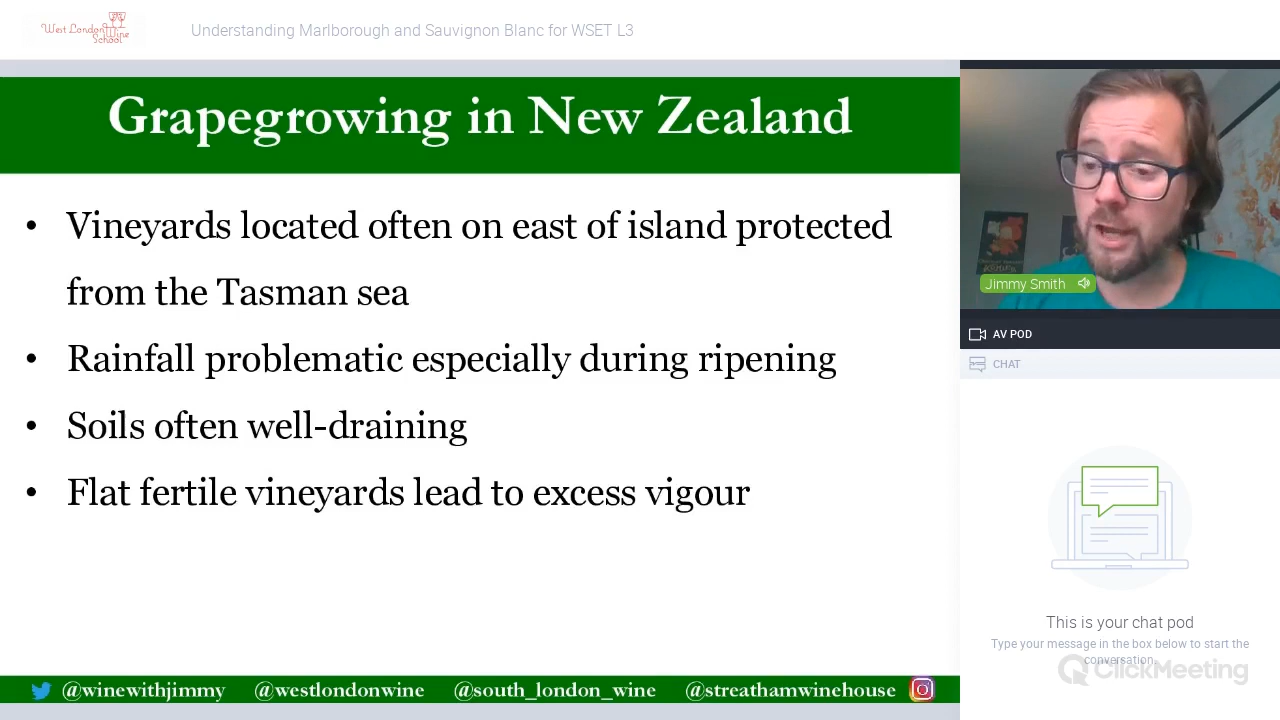 West London Wine School
Understanding Marlborough and Sauvignon Blanc for WSET L3
Grapegrowing in New Zealand
• Vineyards located often on east of island protected
from the Tasman sea
• Rainfall problematic especially during ripening
• Soils often well-draining
• Flat fertile vineyards lead to excess vigour
@winewithjimmy @westlondonwine @south_london_wine @streathamwinehouse
Jimmy Smith
AV POD
CHAT
This is your chat pod
Type your message in the box below to start the
conversation.
ClickMeeting